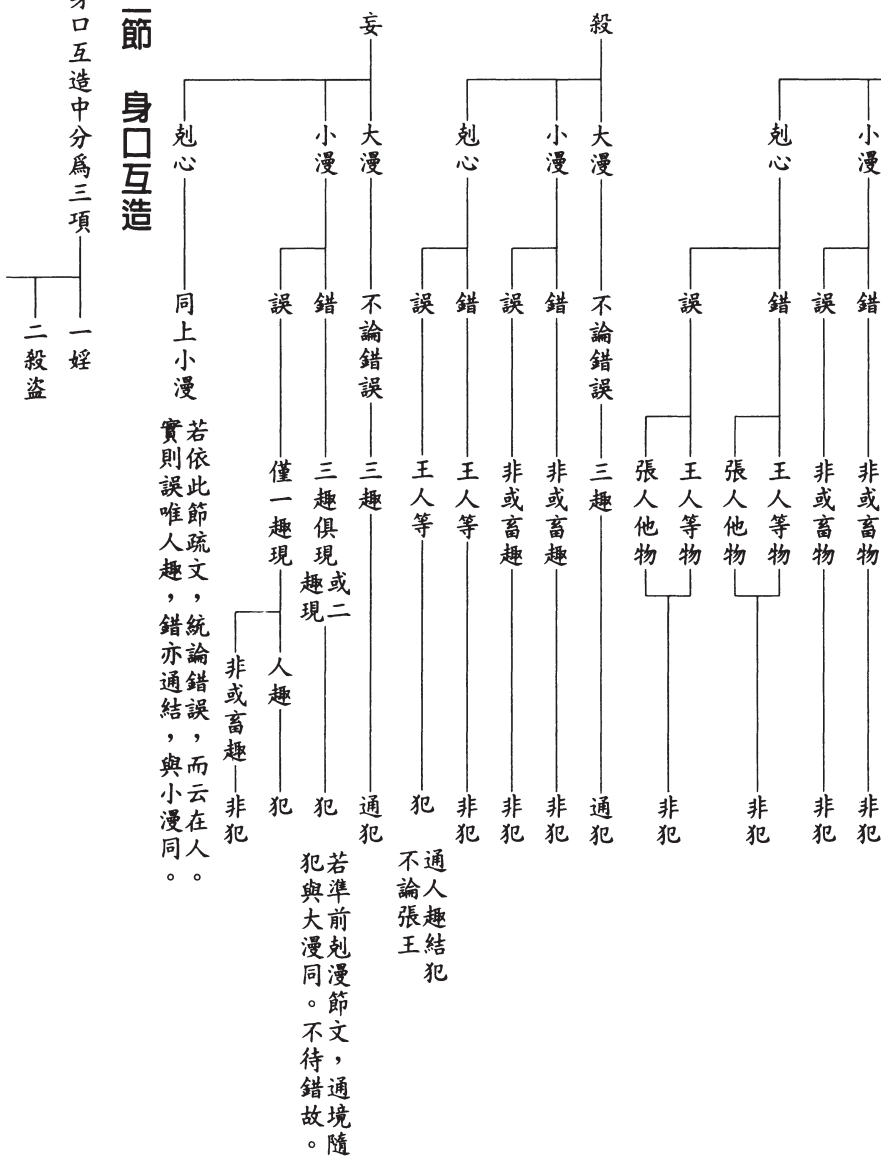 小漫
錯
非或畜物
非犯
誤
非或畜物
非犯
剋心
錯
王人等物
張人他物
非犯
誤
王人等物
張人他物
非犯
殺
大漫
不論錯誤
三趣
通犯
小漫
錯
非或畜趣
非犯
誤
非或畜趣
非犯
剋心
錯
王人等
非犯
誤
王人等
犯
通人趣結犯
不論張王
妄
大漫
不論錯誤
三趣
通犯
小漫
錯
三趣俱現
或二
趣現
犯
若準前剋漫節文，通境隨
犯與大漫同。不待錯故。
誤
僅一趣現
人趣
犯
非或畜趣
非犯
剋心
同上小漫
若依此節疏文，統論錯誤，而云在人。
實則誤唯人趣，錯亦通結，與小漫同。
節　身口互造
口互造中分爲三項
一婬
二殺盜